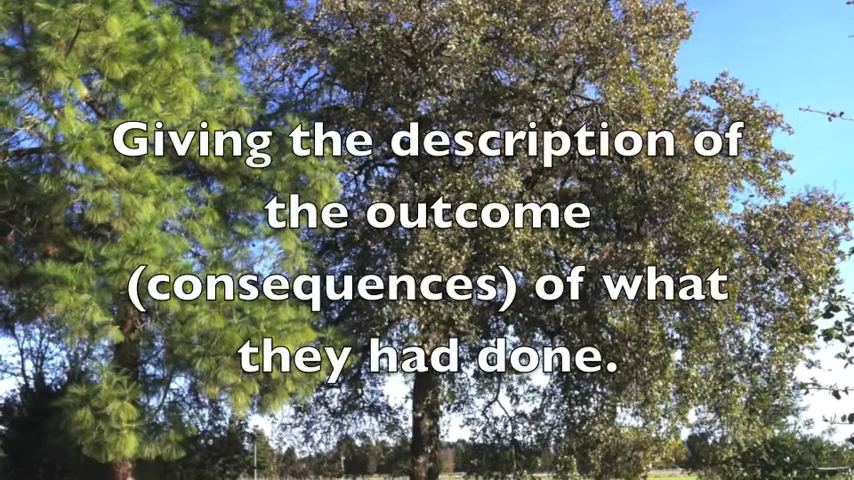 Giving the description of
the outcome
(consequences) of what
they had done.